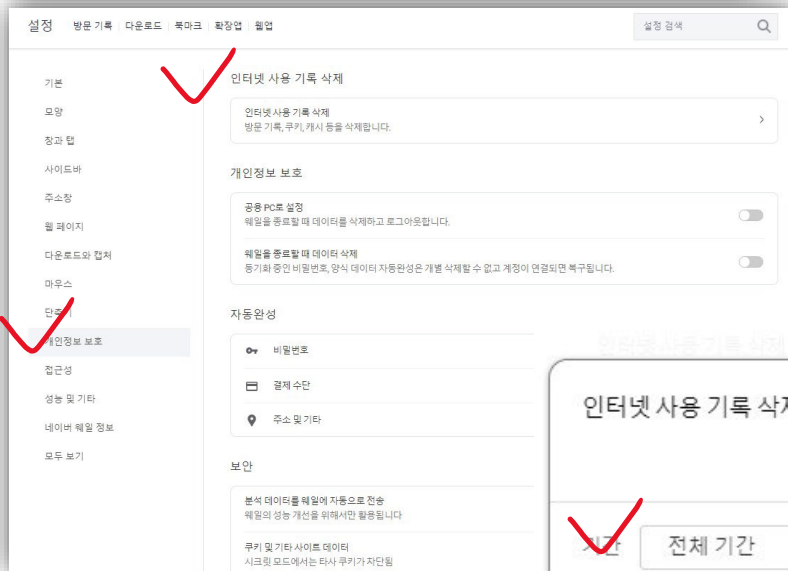 설정 방문 기록 다운로드 북마크 확장앱 웹앱 설정 검색
기본
모양
창과 탭
사이드바
주소창
웹 페이지
다운로드와 캡처
마우스
개인정보 보호
접근성
성능 및 기타
네이버 웨일 정보
모두 보기
인터넷 사용 기록 삭제
인터넷 사용 기록 삭제
방문 기록, 쿠키, 캐시 등을 삭제합니다.
개인정보 보호
공용 PC로 설정
웨일을 종료할 때 데이터를 삭제하고 로그아웃합니다.
웨일을 종료할 때 데이터 삭제
동기화 중인 비밀번호, 양식 데이터 자동완성은 개별 삭제할 수 없고 계정이 연결되면 복구됩니다.
자동완성
비밀번호
결제 수단
주소 및 기타
보안
분석 데이터를 웨일에 자동으로 전송
웨일의 성능 개선을 위해서만 활용됩니다
쿠키 및 기타 사이트 데이터
시크릿 모드에서는 타사 쿠키가 차단됨
인터넷 사용 기록 삭제
인터넷 사용 기록 삭제
기간 전체 기간